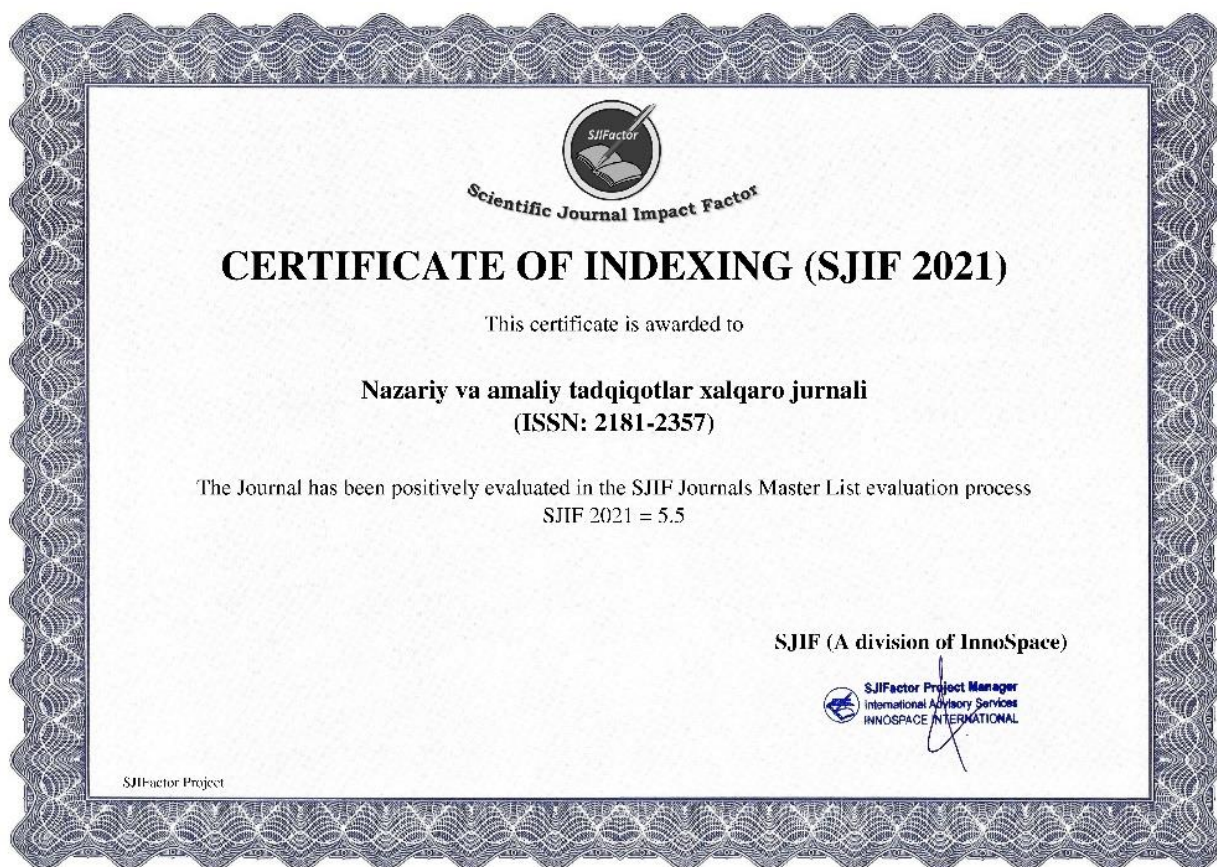 SJIFactor
Scientific Journal Impact Factor
CERTIFICATE OF INDEXING (SJIF 2021)
This certificate is awarded to
Nazariy va amaliy tadqiqotlar xalqaro jurnali
(ISSN: 2181-2357)
The Journal has been positively evaluated in the SJIF Journals Master List evaluation process
SJIF 2021 = 5.5
SJIF (A division of InnoSpace)
SJIFactor Project Manager
International Advisory Services
INNOSPACE INTERNATIONAL
SJIFactor Project